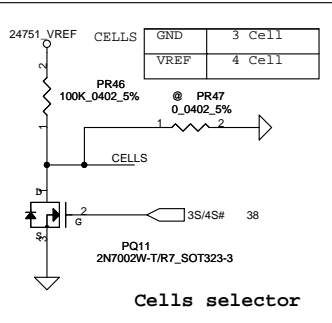 24751_VREF
CELLS GND 3 Cell
VREF 4 Cell
2
PR46
100K_0402_5%
1
@ PR47
0_0402_5%
1 2
CELLS
D
S
G
2
3
3S/4S# 38
PQ11
2N7002W-T/R7_SOT323-3
Cells selector